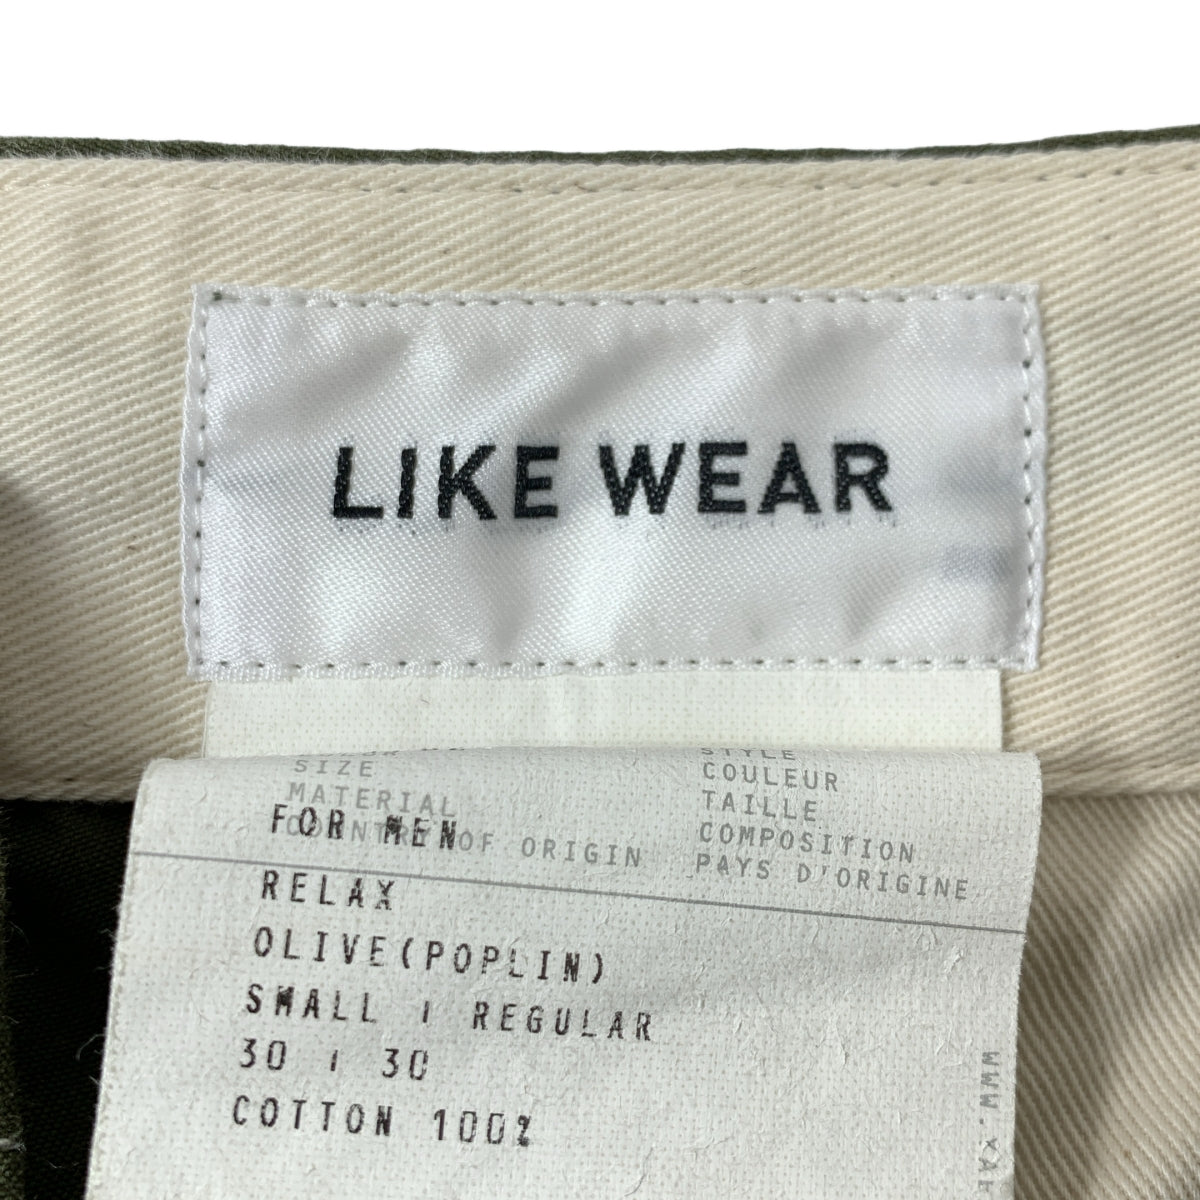 LIKE WEAR
STYLE
SIZE
COULEUR
MATERIAL
TAILLE
COUNTRY OF ORIGIN
COMPOSITION
PAYS D'ORIGINE
FOR MEN
RELAX
OLIVE(POPLIN)
SMALL | REGULAR
30 | 30
COTTON 100%